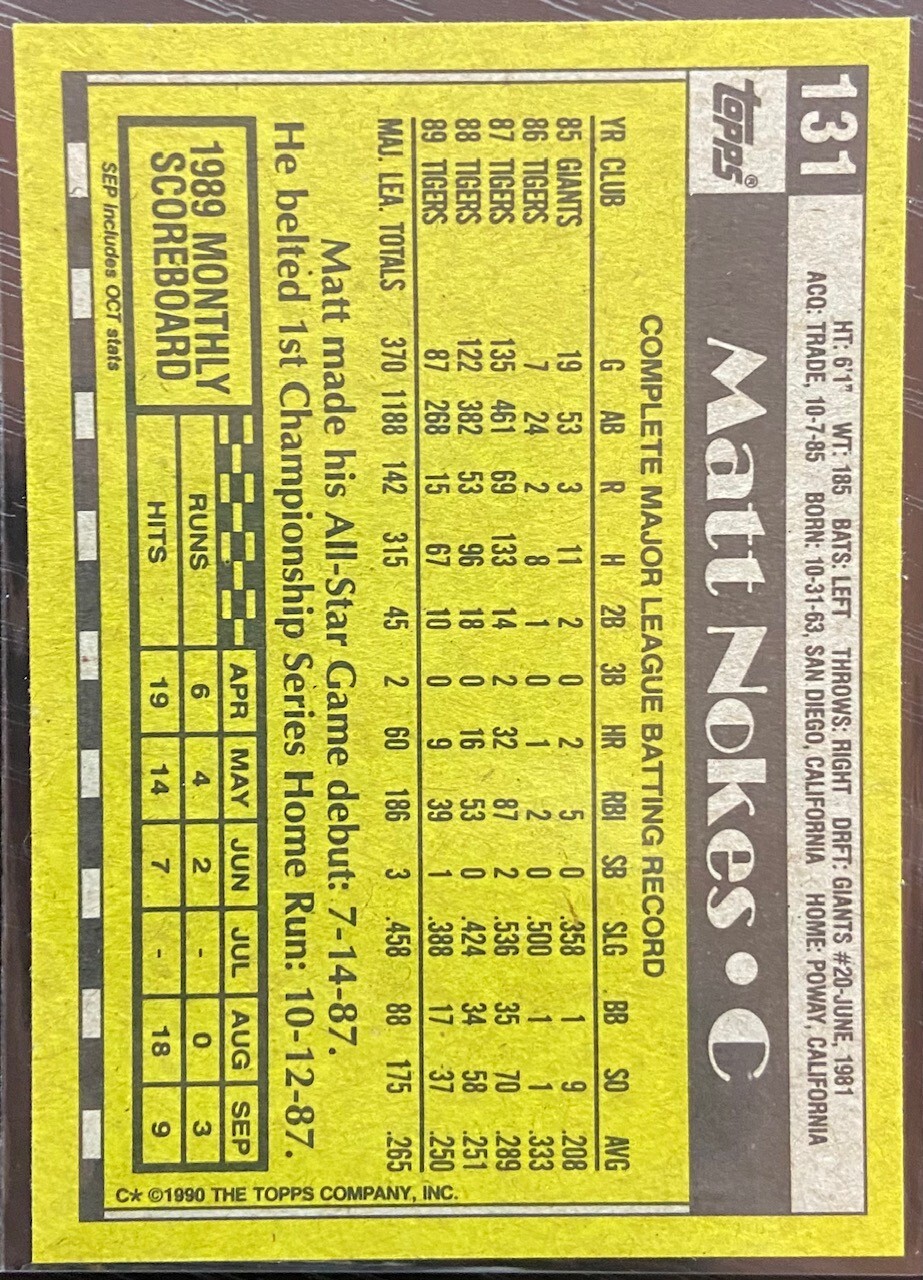 131
HT: 6'1" WT: 185 BATS: LEFT THROWS: RIGHT DRFT: GIANTS #20-JUNE, 1981
ACQ: TRADE, 10-7-85 BORN: 10-31-63, SAN DIEGO, CALIFORNIA HOME: POWAY, CALIFORNIA
topps®
Matt Nokes • C
COMPLETE MAJOR LEAGUE BATTING RECORD
YR CLUB G AB R H 2B 3B HR RBI SB SLG BB SO AVG
85 GIANTS 19 53 3 11 2 0 2 5 0 .358 1 9 .208
86 TIGERS 7 24 2 8 1 0 1 2 0 .500 1 1 .333
87 TIGERS 135 461 69 133 14 2 32 87 2 .536 35 70 .289
88 TIGERS 122 382 53 96 18 0 16 53 0 .424 34 58 .251
89 TIGERS 87 268 15 67 10 0 9 39 1 .388 17 37 .250
MAJ. LEA. TOTALS 370 1188 142 315 45 2 60 186 3 .458 88 175 .265
Matt made his All-Star Game debut: 7-14-87.
He belted 1st Championship Series Home Run: 10-12-87.
1989 MONTHLY
SCOREBOARD
APR MAY JUN JUL AUG SEP
RUNS 6 4 2 - 0 3
HITS 19 14 7 - 18 9
SEP Includes OCT stats
C* ©1990 THE TOPPS COMPANY, INC.